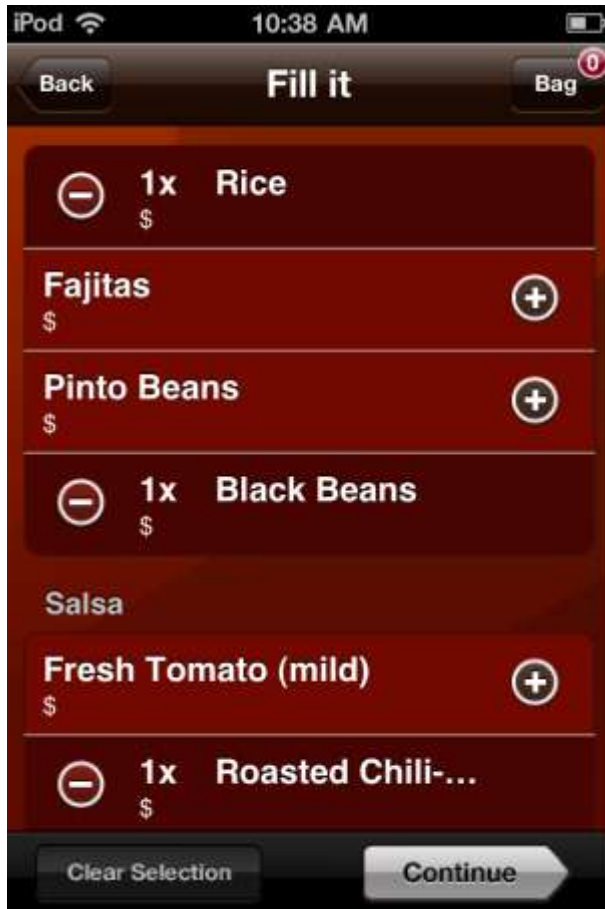 iPod 10:38 AM
Back Fill it Bag 0
1x Rice
$
Fajitas
$
Pinto Beans
$
1x Black Beans
$
Salsa
Fresh Tomato (mild)
$
1x Roasted Chili-...
$
Clear Selection Continue